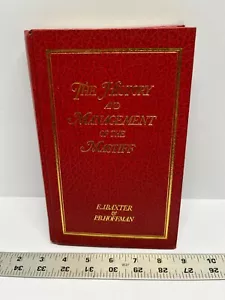 THE HISTORY
AND
MANAGEMENT
OF THE
MASTIFF
E.J. BAXTER
&
P.B. HOFFMAN